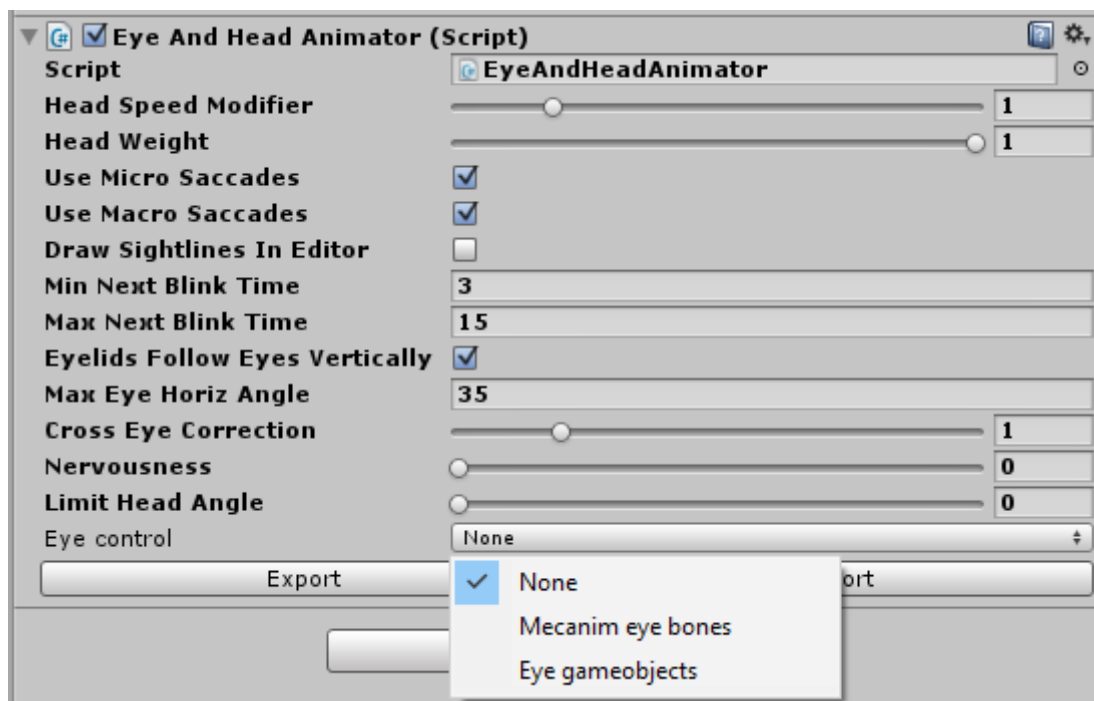 Eye And Head Animator (Script)
Script EyeAndHeadAnimator
Head Speed Modifier 1
Head Weight 1
Use Micro Saccades
Use Macro Saccades
Draw Sightlines In Editor
Min Next Blink Time 3
Max Next Blink Time 15
Eyelids Follow Eyes Vertically
Max Eye Horiz Angle 35
Cross Eye Correction 1
Nervousness 0
Limit Head Angle 0
Eye control None
Export ort
None
Mecanim eye bones
Eye gameobjects